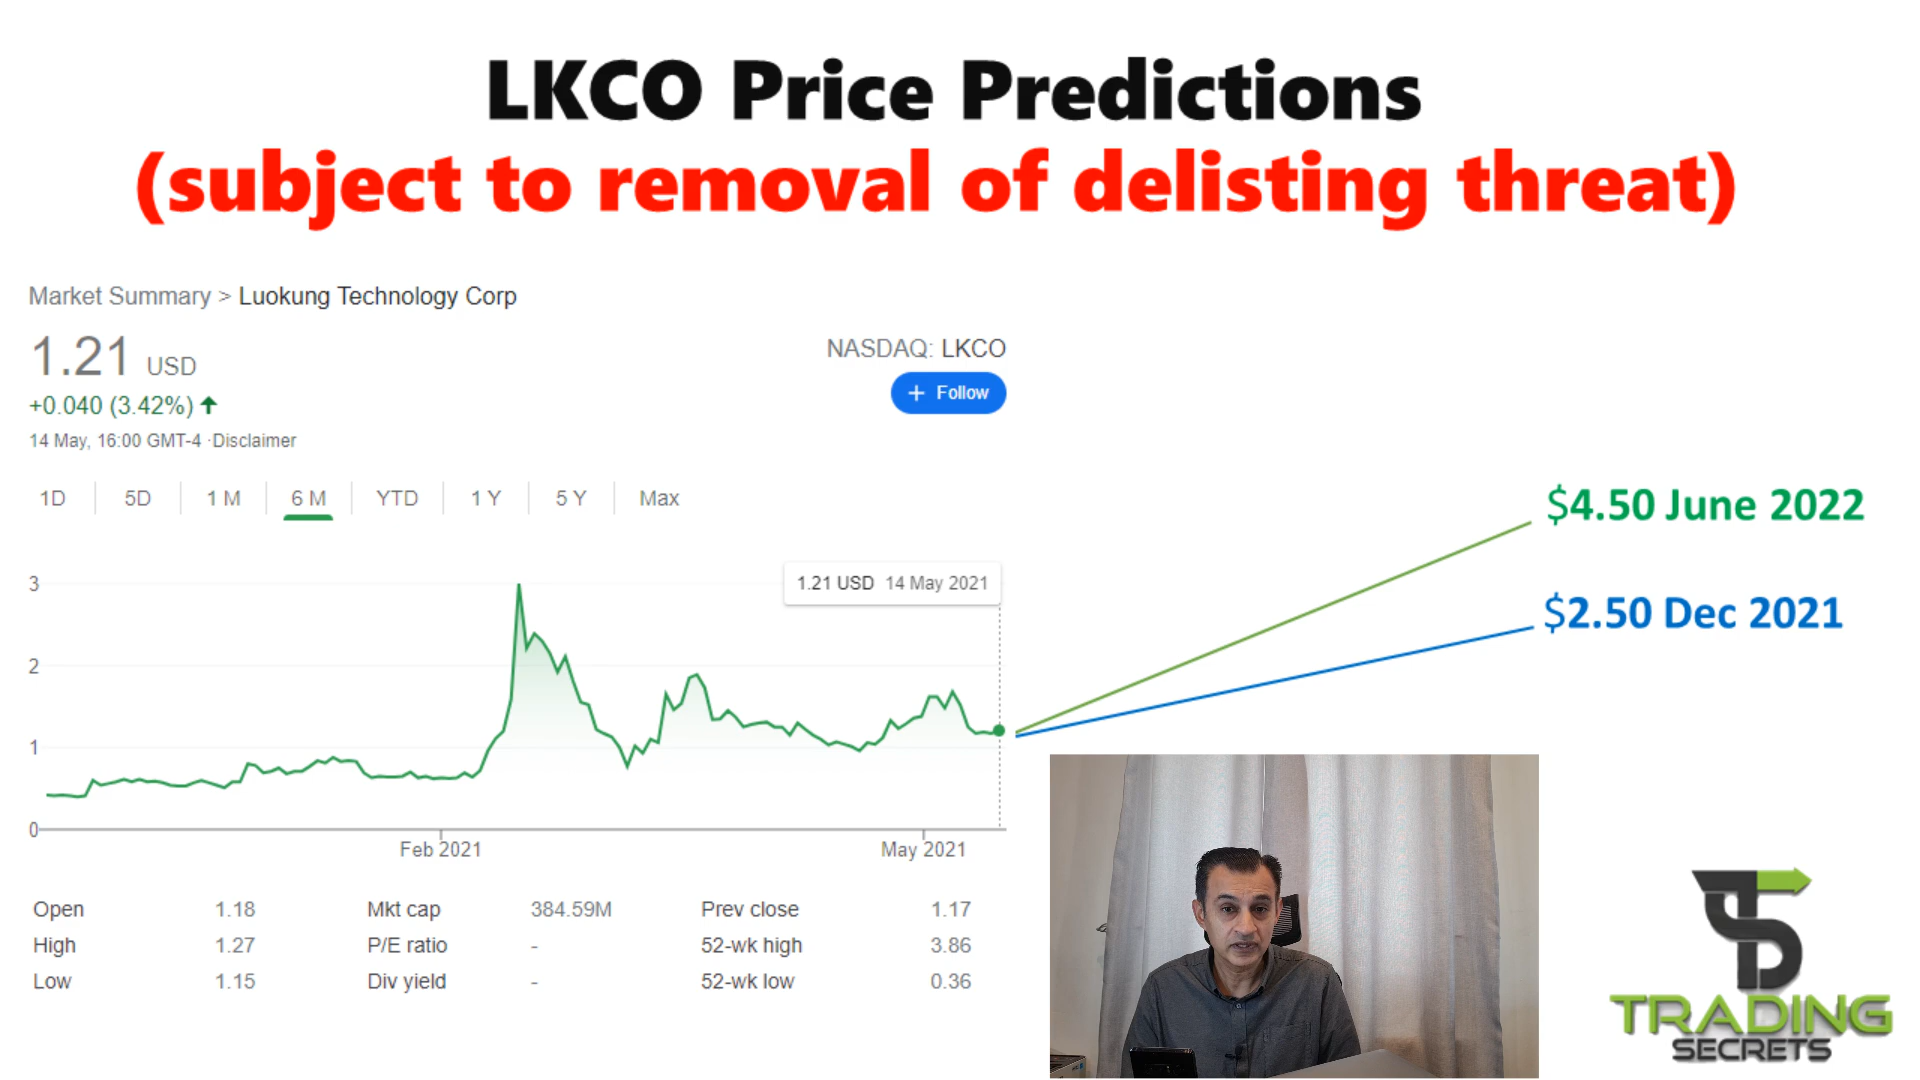 LKCO Price Predictions
(subject to removal of delisting threat)
Market Summary > Luokung Technology Corp
1.21 USD
NASDAQ: LKCO
+0.040 (3.42%)
+ Follow
14 May, 16:00 GMT-4 ·Disclaimer
1D 5D 1 M 6 M YTD 1 Y 5 Y Max
$4.50 June 2022
$2.50 Dec 2021
1.21 USD 14 May 2021
3
2
1
0
Feb 2021 May 2021
Open 1.18 Mkt cap 384.59M Prev close 1.17
High 1.27 P/E ratio - 52-wk high 3.86
Low 1.15 Div yield - 52-wk low 0.36
TRADING
SECRETS